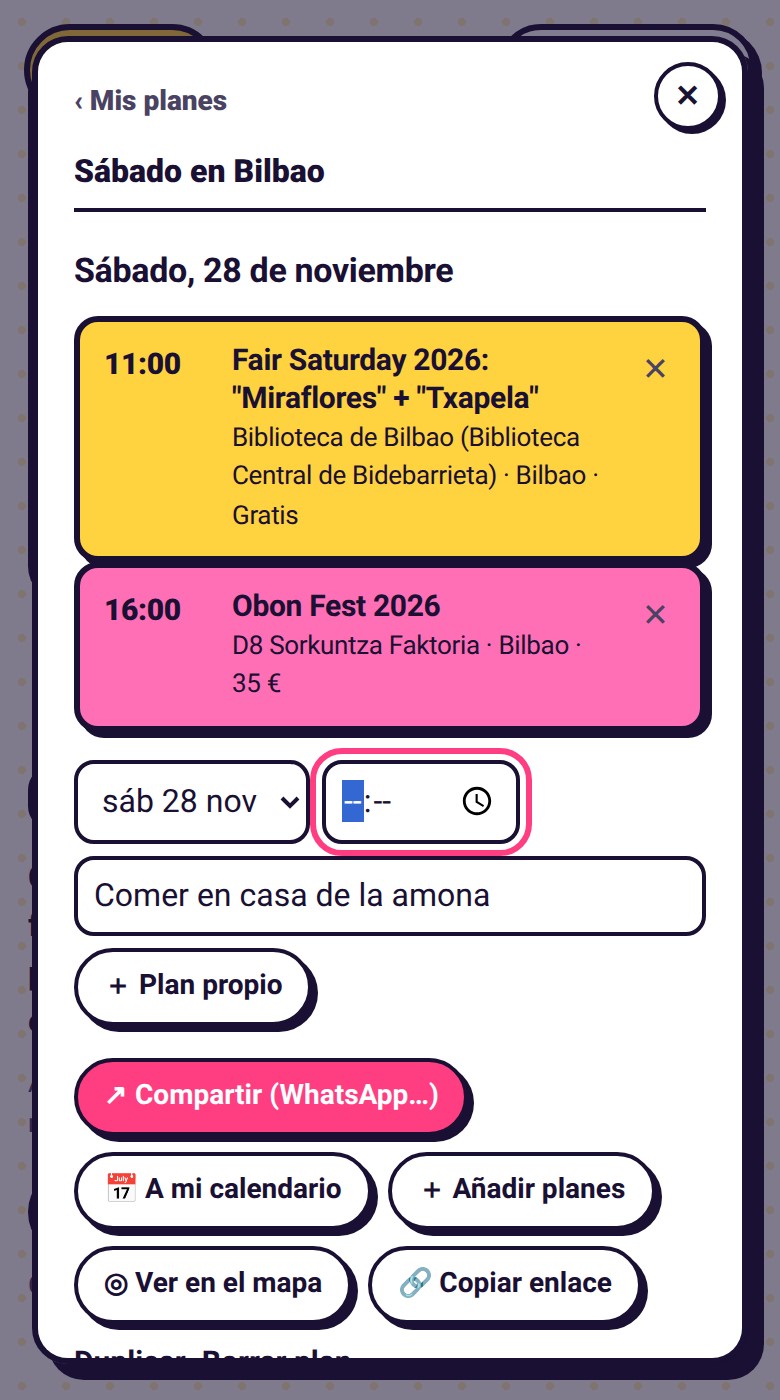 ‹ Mis planes
✕
Sábado en Bilbao
Sábado, 28 de noviembre
11:00
Fair Saturday 2026:
"Miraflores" + "Txapela"
✕
Biblioteca de Bilbao (Biblioteca
Central de Bidebarrieta) · Bilbao ·
Gratis
16:00
Obon Fest 2026
✕
D8 Sorkuntza Faktoria · Bilbao ·
35 €
sáb 28 nov
--:--
Comer en casa de la amona
+ Plan propio
↗ Compartir (WhatsApp…)
📅 A mi calendario
+ Añadir planes
◎ Ver en el mapa
🔗 Copiar enlace
Duplicar Borrar plan